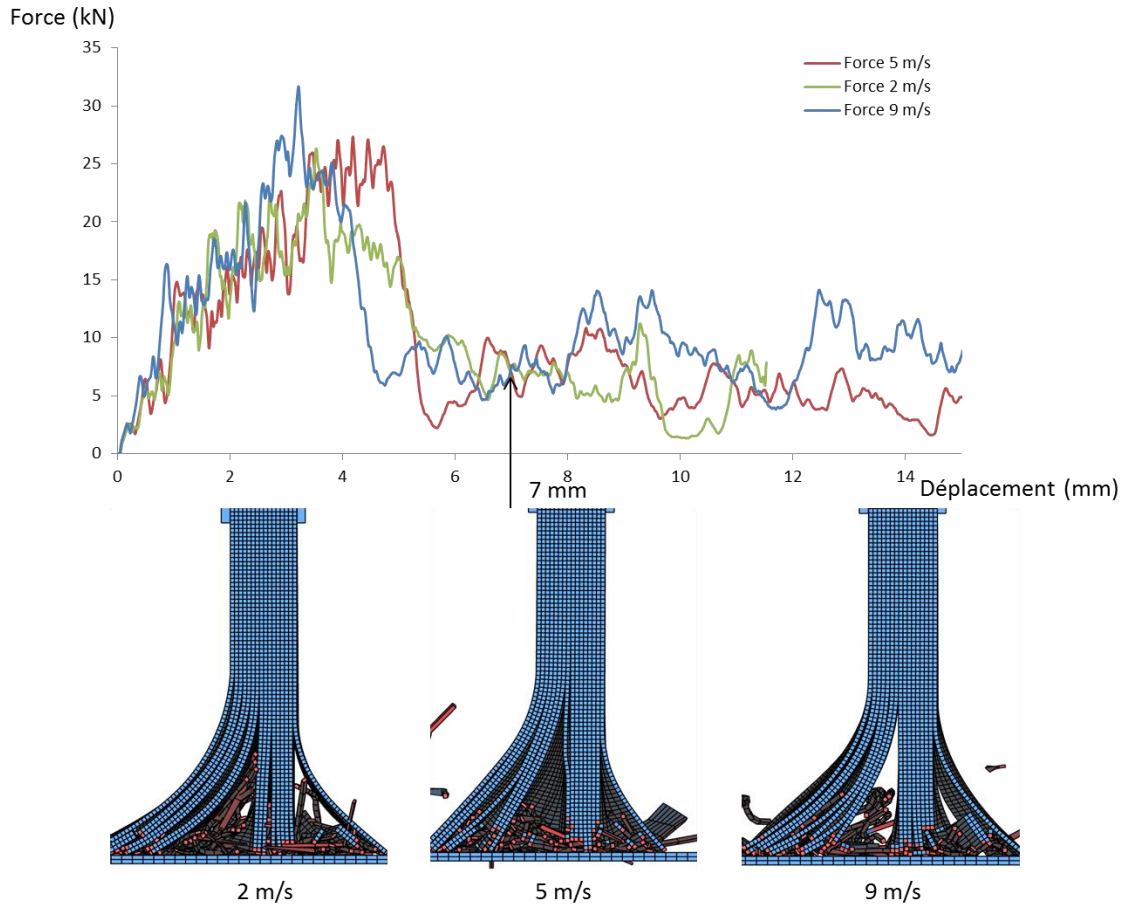 Force (kN)
35
30
25
20
15
10
5
0
Force 5 m/s
Force 2 m/s
Force 9 m/s
0 2 4 6 8 10 12 14
7 mm
Déplacement (mm)
2 m/s 5 m/s 9 m/s